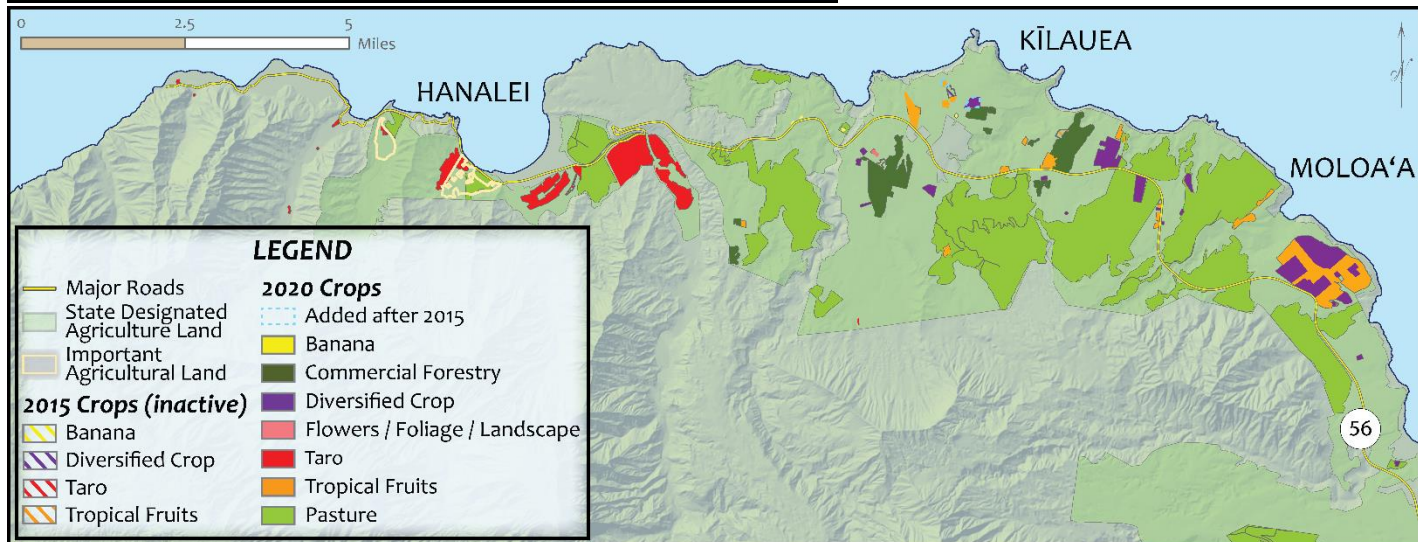 0 2.5 5
Miles
HANALEI
KĪLAUEA
MOLOA‘A
56
LEGEND
Major Roads
State Designated
Agriculture Land
Important
Agricultural Land
2015 Crops (inactive)
Banana
Diversified Crop
Taro
Tropical Fruits
2020 Crops
Added after 2015
Banana
Commercial Forestry
Diversified Crop
Flowers / Foliage / Landscape
Taro
Tropical Fruits
Pasture